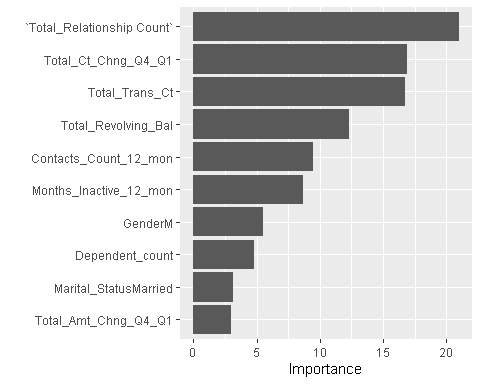 `Total_Relationship Count`
Total_Ct_Chng_Q4_Q1
Total_Trans_Ct
Total_Revolving_Bal
Contacts_Count_12_mon
Months_Inactive_12_mon
GenderM
Dependent_count
Marital_StatusMarried
Total_Amt_Chng_Q4_Q1
0 5 10 15 20
Importance